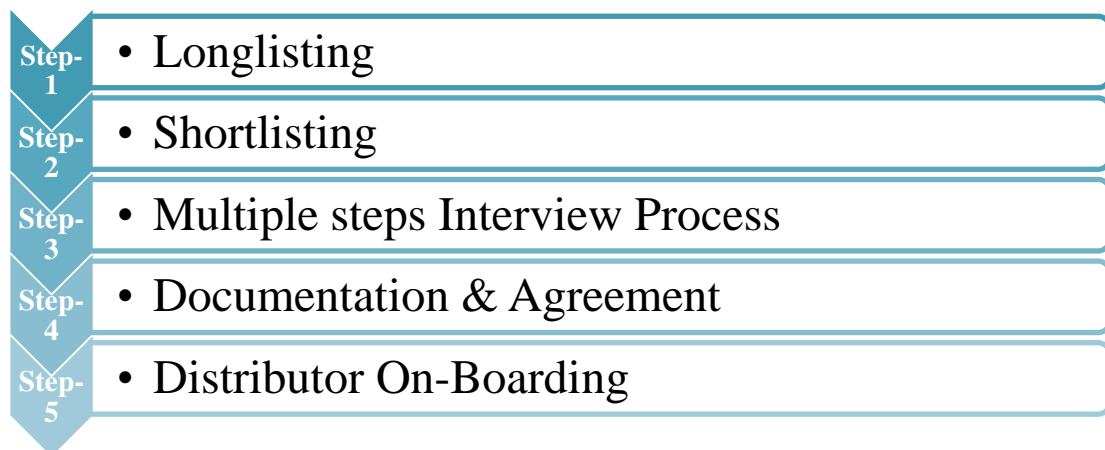 Step-
1
• Longlisting
Step-
2
• Shortlisting
Step-
3
• Multiple steps Interview Process
Step-
4
• Documentation & Agreement
Step-
5
• Distributor On-Boarding